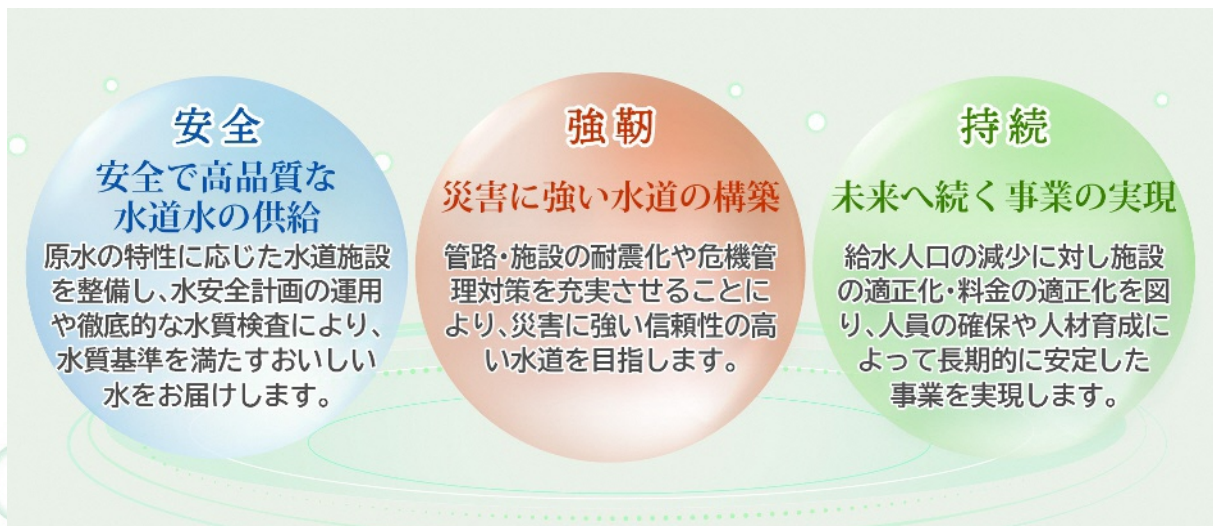 安全
安全で高品質な
水道水の供給
原水の特性に応じた水道施設
を整備し、水安全計画の運用
や徹底的な水質検査により、
水質基準を満たすおいしい
水をお届けします。
強靭
災害に強い水道の構築
管路・施設の耐震化や危機管
理対策を充実させることに
より、災害に強い信頼性の高
い水道を目指します。
持続
未来へ続く事業の実現
給水人口の減少に対し施設
の適正化・料金の適正化を図
り、人員の確保や人材育成に
よって長期的に安定した
事業を実現します。